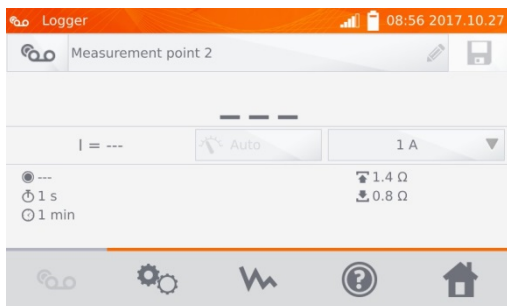 Logger 08:56 2017.10.27
Measurement point 2
---
I = --- Auto 1 A
--- 1.4 Ω
1 s 0.8 Ω
1 min